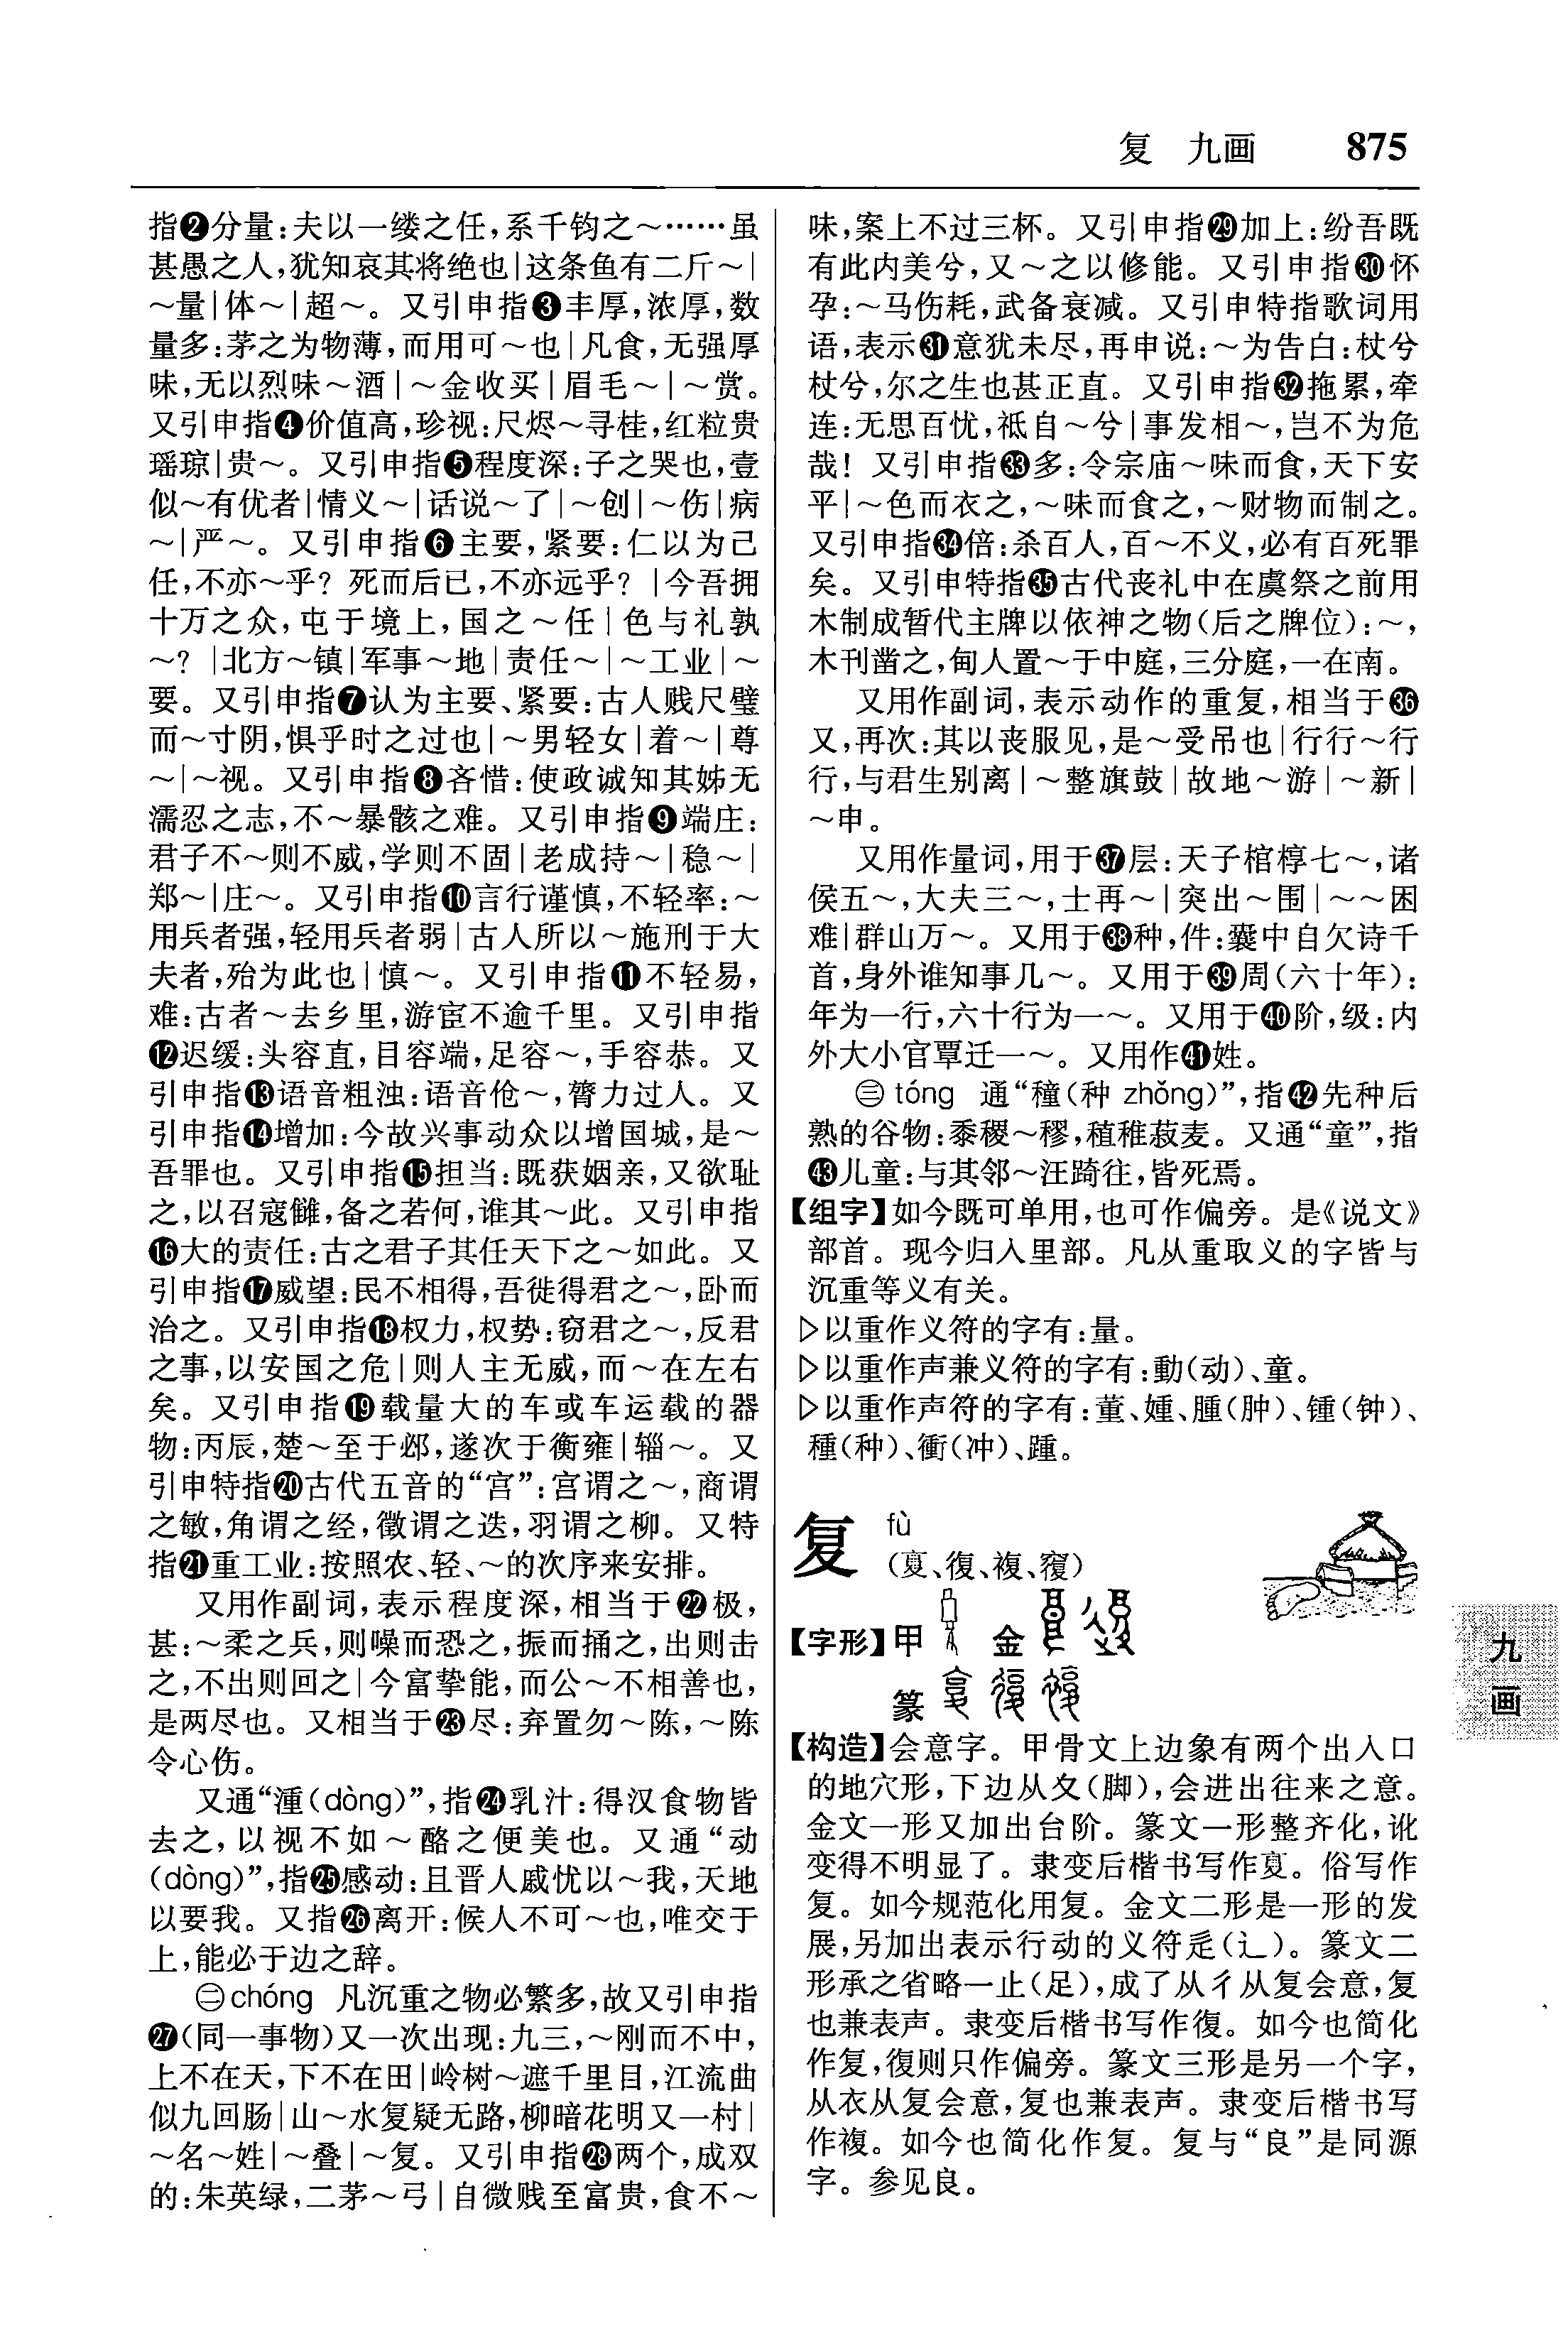 复 九画 875
指❷分量:夫以一缕之任,系千钧之~……虽
甚愚之人,犹知哀其将绝也|这条鱼有二斤~|
~量|体~|超~。又引申指❸丰厚,浓厚,数
量多:茅之为物薄,而用可~也|凡食,无强厚
味,无以烈味~酒|~金收买|眉毛~|~赏。
又引申指❹价值高,珍视:尺烬~寻桂,红粒贵
瑶琼|贵~。又引申指❺程度深:子之哭也,壹
似~有忧者|情义~|话说~了|~创|~伤|病
~|严~。又引申指❻主要,紧要:仁以为己
任,不亦~乎?死而后已,不亦远乎?|今吾拥
十万之众,屯于境上,国之~任|色与礼孰
~?|北方~镇|军事~地|责任~|~工业|~
要。又引申指❼认为主要、紧要:古人贱尺璧
而~寸阴,惧乎时之过也|~男轻女|着~|尊
~|~视。又引申指❽吝惜:使政诚知其姊无
濡忍之志,不~暴骸之难。又引申指❾端庄:
君子不~则不威,学则不固|老成持~|稳~|
郑~|庄~。又引申指❿言行谨慎,不轻率:~
用兵者强,轻用兵者弱|古人所以~施刑于大
夫者,殆为此也|慎~。又引申指⓫不轻易,
难:古者~去乡里,游宦不逾千里。又引申指
⓬迟缓:头容直,目容端,足容~,手容恭。又
引申指⓭语音粗浊:语音伧~,膂力过人。又
引申指⓮增加:今故兴事动众以增国城,是~
吾罪也。又引申指⓯担当:既获姻亲,又欲耻
之,以召寇雠,备之若何,谁其~此。又引申指
⓰大的责任:古之君子其任天下之~如此。又
引申指⓱威望:民不相得,吾徙得君之~,卧而
治之。又引申指⓲权力,权势:窃君之~,反君
之事,以安国之危|则人主无威,而~在左右
矣。又引申指⓳载量大的车或车运载的器
物:丙辰,楚~至于邲,遂次于衡雍|辎~。又
引申特指⓴古代五音的“宫”:宫谓之~,商谓
之敏,角谓之经,徵谓之迭,羽谓之柳。又特
指㉑重工业:按照农、轻、~的次序来安排。
又用作副词,表示程度深,相当于㉒极,
甚:~柔之兵,则噪而恐之,振而捅之,出则击
之,不出则回之|今富挚能,而公~不相善也,
是两尽也。又相当于㉓尽:弃置勿~陈,~陈
令心伤。
又通“湩(dòng)”,指㉔乳汁:得汉食物皆
去之,以视不如~酪之便美也。又通“动
(dòng)”,指㉕感动:且晋人戚忧以~我,天地
以要我。又指㉖离开:候人不可~也,唯交于
上,能必于边之辞。
㊁chóng 凡沉重之物必繁多,故又引申指
㉗(同一事物)又一次出现:九三,~刚而不中,
上不在天,下不在田|岭树~遮千里目,江流曲
似九回肠|山~水复疑无路,柳暗花明又一村|
~名~姓|~叠|~复。又引申指㉘两个,成双
的:朱英绿,二茅~弓|自微贱至富贵,食不~
味,案上不过三杯。又引申指㉙加上:纷吾既
有此内美兮,又~之以修能。又引申指㉚怀
孕:~马伤耗,武备衰减。又引申特指歌词用
语,表示㉛意犹未尽,再申说:~为告白:杖兮
杖兮,尔之生也甚正直。又引申指㉜拖累,牵
连:无思百忧,祗自~兮|事发相~,岂不为危
哉!又引申指㉝多:令宗庙~味而食,天下安
平|~色而衣之,~味而食之,~财物而制之。
又引申指㉞倍:杀百人,百~不义,必有百死罪
矣。又引申特指㉟古代丧礼中在虞祭之前用
木制成暂代主牌以依神之物(后之牌位):~,
木刊凿之,甸人置~于中庭,三分庭,一在南。
又用作副词,表示动作的重复,相当于㊱
又,再次:其以丧服见,是~受吊也|行行~行
行,与君生别离|~整旗鼓|故地~游|~新|
~申。
又用作量词,用于㊲层:天子棺椁七~,诸
侯五~,大夫三~,士再~|突出~围|~~困
难|群山万~。又用于㊳种,件:囊中自欠诗千
首,身外谁知事几~。又用于㊴周(六十年):
年为一行,六十行为一~。又用于㊵阶,级:内
外大小官覃迁一~。又用作㊶姓。
㊂tóng 通“穜(种 zhǒng)”,指㊷先种后
熟的谷物:黍稷~穋,稙稚菽麦。又通“童”,指
㊸儿童:与其邻~汪踦往,皆死焉。
【组字】如今既可单用,也可作偏旁。是《说文》
部首。现今归入里部。凡从重取义的字皆与
沉重等义有关。
▷以重作义符的字有:量。
▷以重作声兼义符的字有:動(动)、童。
▷以重作声符的字有:董、媑、腫(肿)、锺(钟)、
種(种)、衝(冲)、踵。
复 fù
(夏、復、複、覆)
【字形】甲 金
篆
【构造】会意字。甲骨文上边象有两个出入口
的地穴形,下边从夂(脚),会进出往来之意。
金文一形又加出台阶。篆文一形整齐化,讹
变得不明显了。隶变后楷书写作夏。俗写作
复。如今规范化用复。金文二形是一形的发
展,另加出表示行动的义符辵(辶)。篆文二
形承之省略一止(足),成了从彳从复会意,复
也兼表声。隶变后楷书写作復。如今也简化
作复,復则只作偏旁。篆文三形是另一个字,
从衣从复会意,复也兼表声。隶变后楷书写
作複。如今也简化作复。复与“良”是同源
字。参见良。
九
画